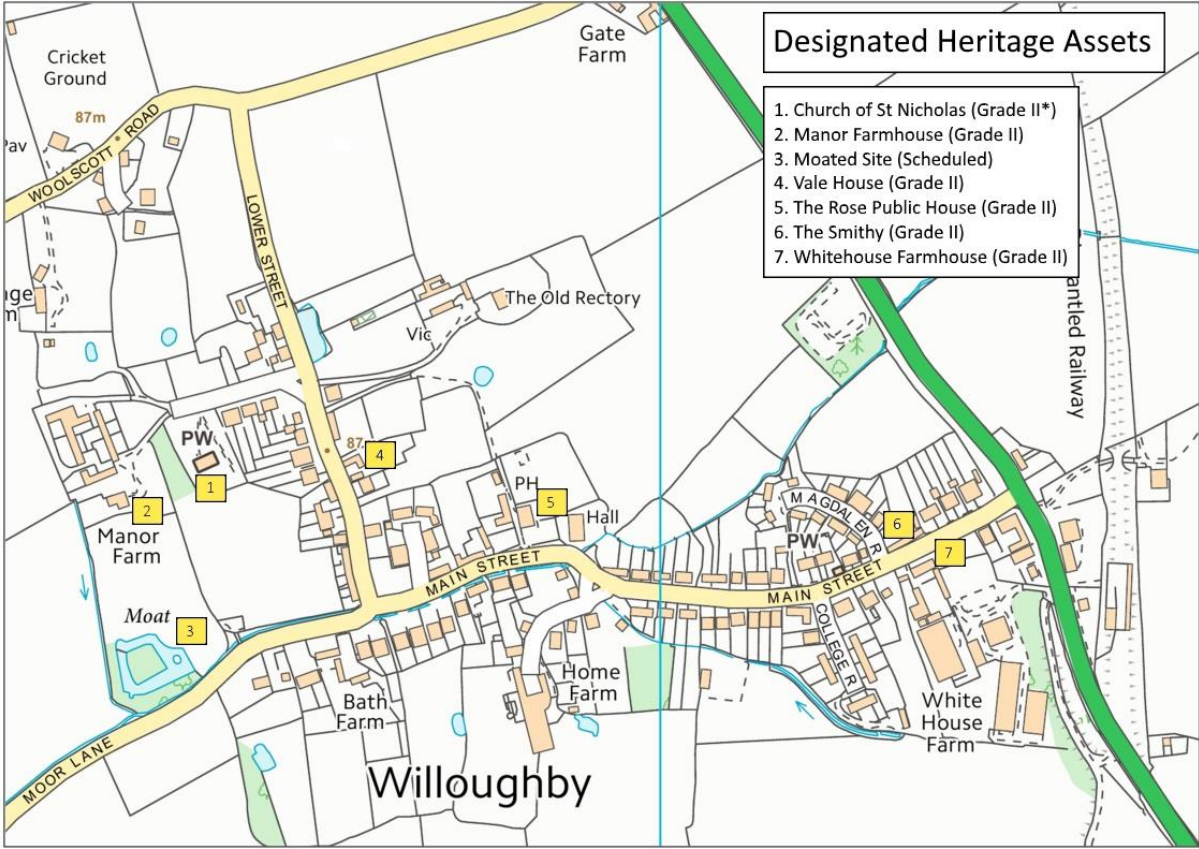 Designated Heritage Assets
1. Church of St Nicholas (Grade II*)
2. Manor Farmhouse (Grade II)
3. Moated Site (Scheduled)
4. Vale House (Grade II)
5. The Rose Public House (Grade II)
6. The Smithy (Grade II)
7. Whitehouse Farmhouse (Grade II)
Gate
Farm
Cricket
Ground
87m
WOOLSCOTT ROAD
LOWER STREET
The Old Rectory
Vic
antled Railway
PW
87
4
1
2
Manor
Farm
PH
5
Hall
MAGDALEN R
PW
6
7
MAIN STREET
MAIN STREET
COLLEGE R
Moat
3
Bath
Farm
Home
Farm
White
House
Farm
MOOR LANE
Willoughby